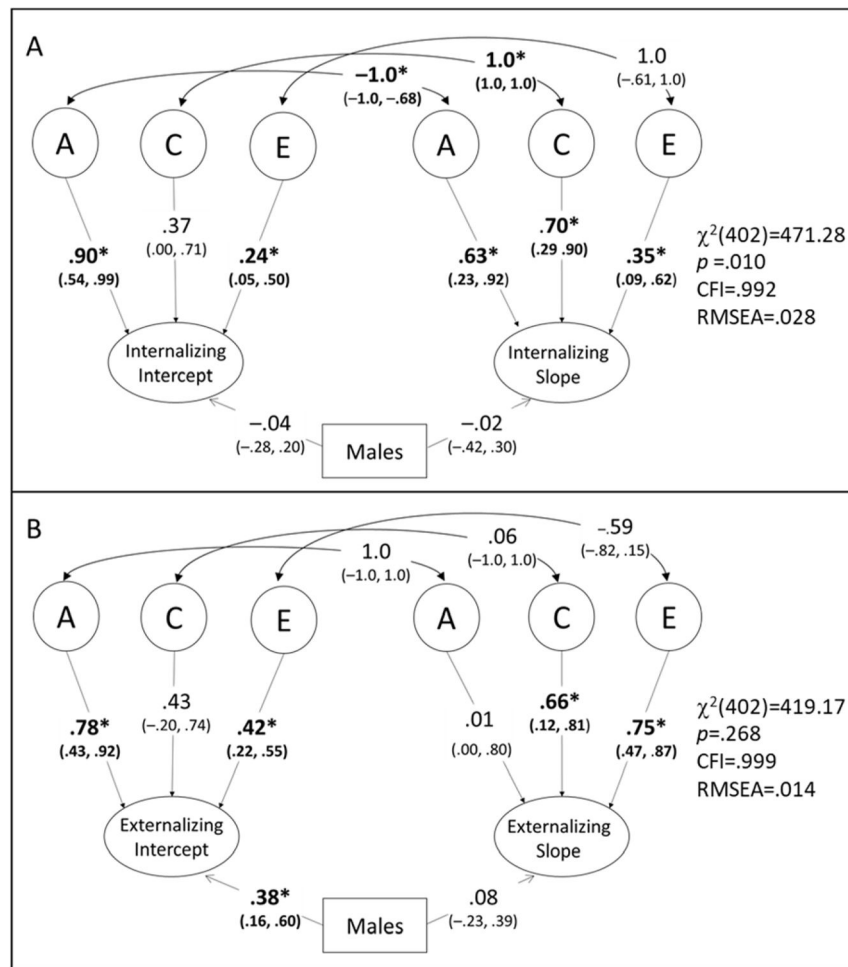 A
−1.0*
(−1.0, −.68)
1.0*
(1.0, 1.0)
1.0
(−.61, 1.0)
A
C
E
A
C
E
.90*
(.54, .99)
.37
(.00, .71)
.24*
(.05, .50)
.63*
(.23, .92)
.70*
(.29 .90)
.35*
(.09, .62)
χ²(402)=471.28
p =.010
CFI=.992
RMSEA=.028
Internalizing
Intercept
Internalizing
Slope
−.04
(−.28, .20)
Males
−.02
(−.42, .30)
B
1.0
(−1.0, 1.0)
.06
(−1.0, 1.0)
-.59
(−.82, .15)
A
C
E
A
C
E
.78*
(.43, .92)
.43
(−.20, .74)
.42*
(.22, .55)
.01
(.00, .80)
.66*
(.12, .81)
.75*
(.47, .87)
χ²(402)=419.17
p=.268
CFI=.999
RMSEA=.014
Externalizing
Intercept
Externalizing
Slope
.38*
(.16, .60)
Males
.08
(−.23, .39)